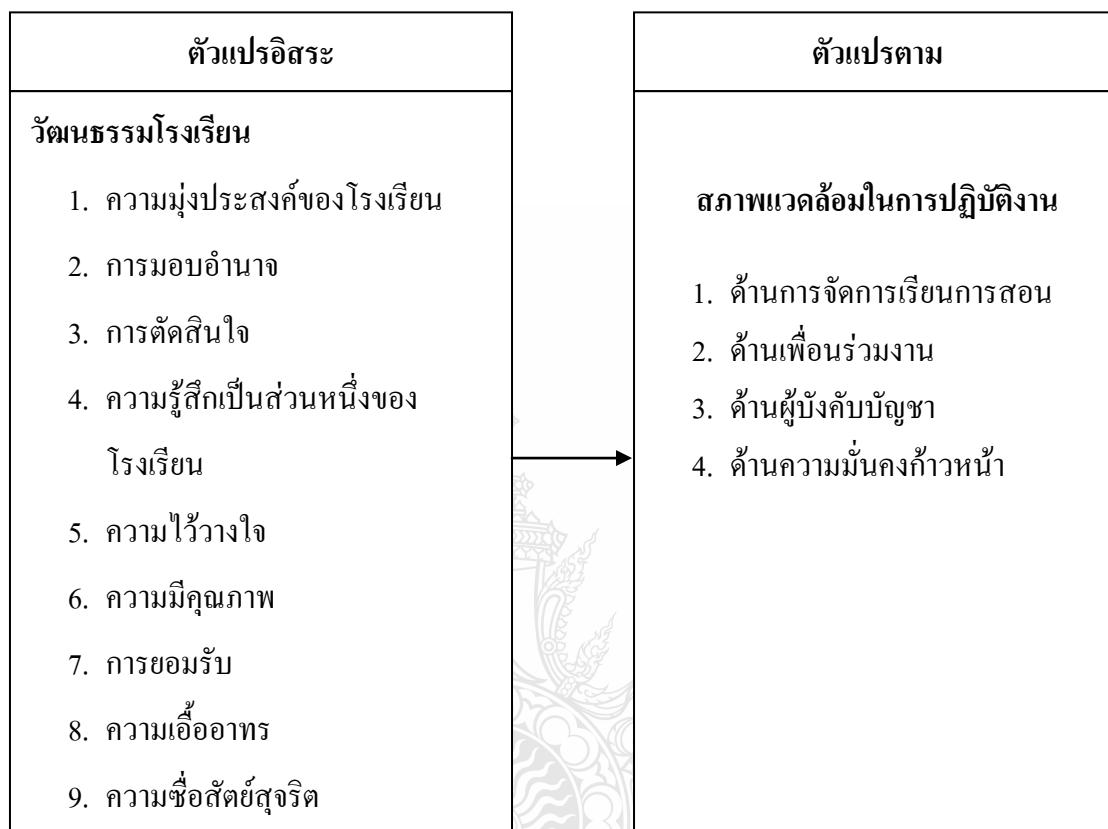 ตัวแปรอิสระ
วัฒนธรรมโรงเรียน
1. ความมุ่งประสงค์ของโรงเรียน
2. การมอบอำนาจ
3. การตัดสินใจ
4. ความรู้สึกเป็นส่วนหนึ่งของ
โรงเรียน
5. ความไว้วางใจ
6. ความมีคุณภาพ
7. การยอมรับ
8. ความเอื้ออาทร
9. ความซื่อสัตย์สุจริต
ตัวแปรตาม
สภาพแวดล้อมในการปฏิบัติงาน
1. ด้านการจัดการเรียนการสอน
2. ด้านเพื่อนร่วมงาน
3. ด้านผู้บังคับบัญชา
4. ด้านความมั่นคงก้าวหน้า